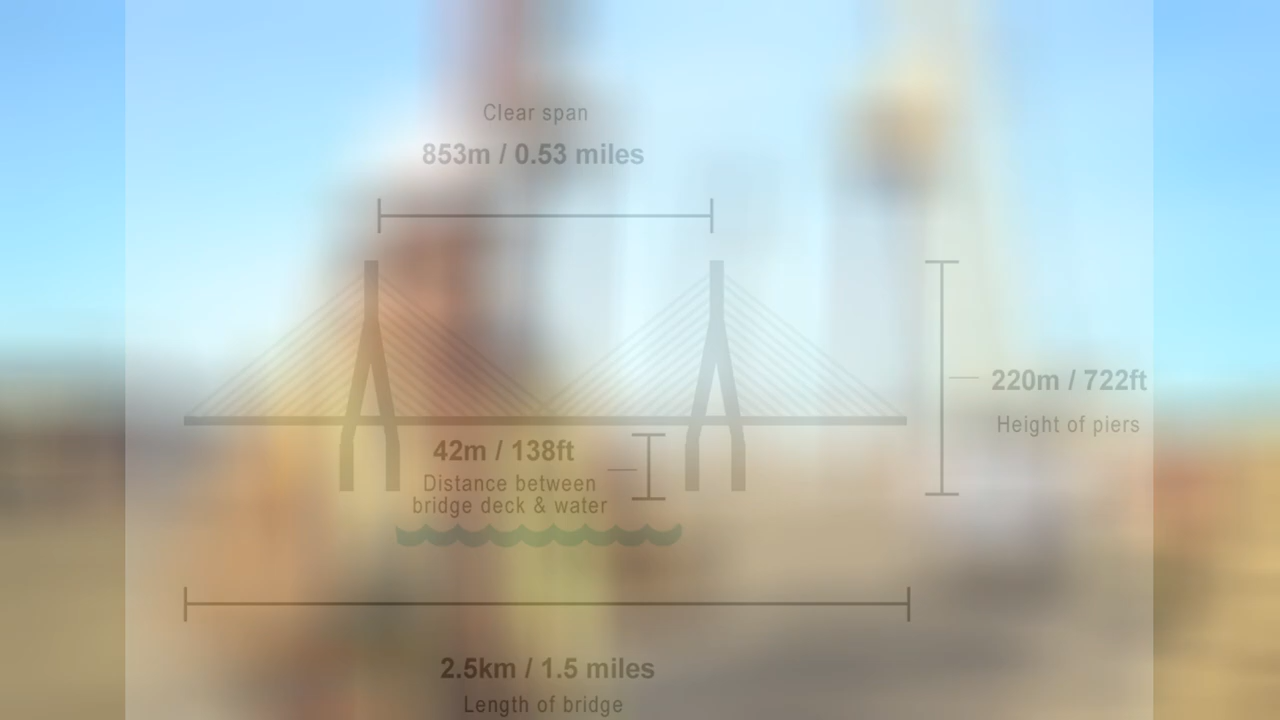 Clear span
853m / 0.53 miles
220m / 722ft
Height of piers
42m / 138ft
Distance between
bridge deck & water
2.5km / 1.5 miles
Length of bridge